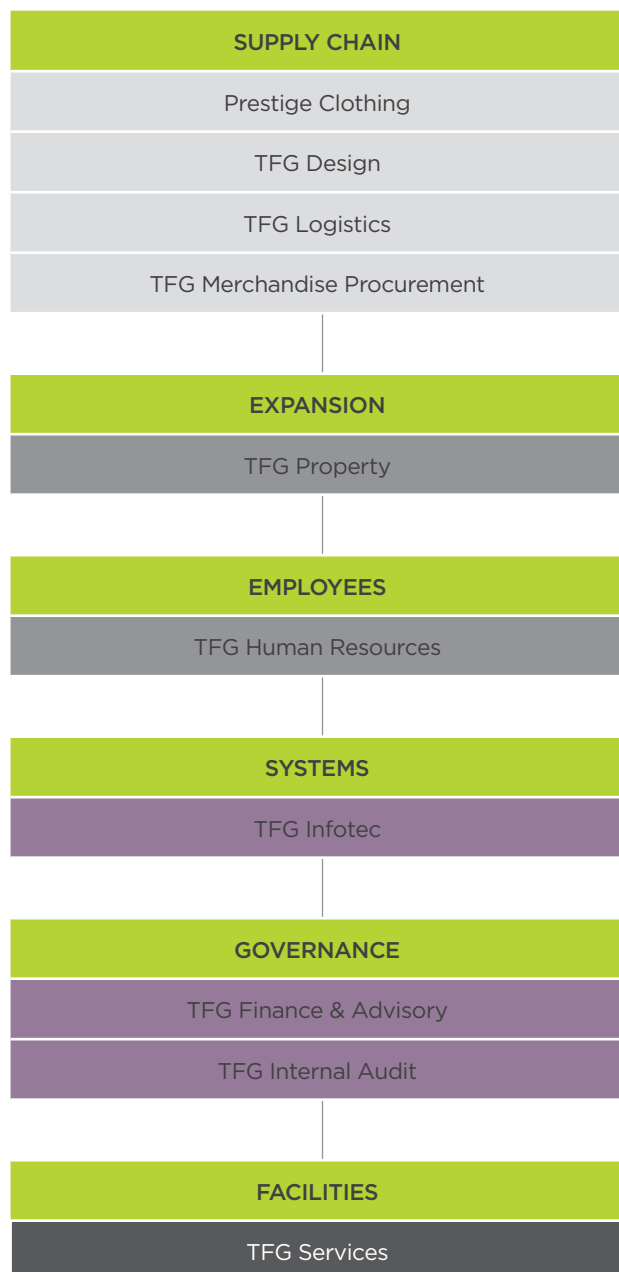 SUPPLY CHAIN
Prestige Clothing
TFG Design
TFG Logistics
TFG Merchandise Procurement
EXPANSION
TFG Property
EMPLOYEES
TFG Human Resources
SYSTEMS
TFG Infotec
GOVERNANCE
TFG Finance & Advisory
TFG Internal Audit
FACILITIES
TFG Services